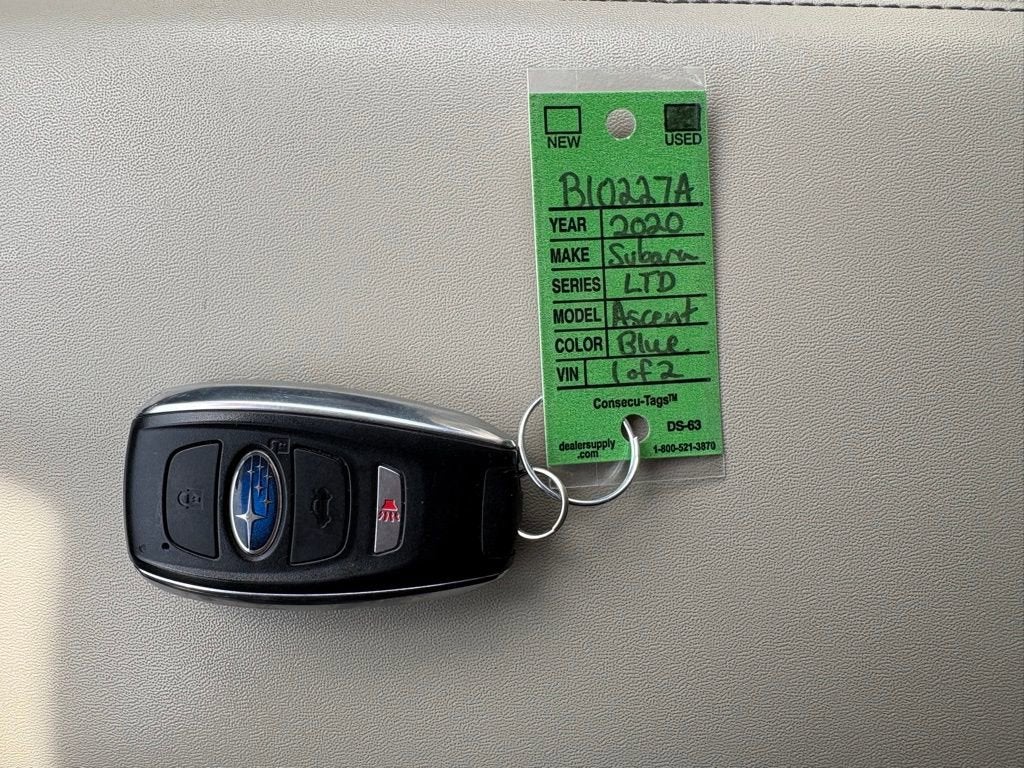 NEW USED
B10227A
YEAR 2020
MAKE Subaru
SERIES LTD
MODEL Ascent
COLOR Blue
VIN 1 of 2
Consecu-Tags™
DS-63
dealersupply
.com
1-800-521-3870